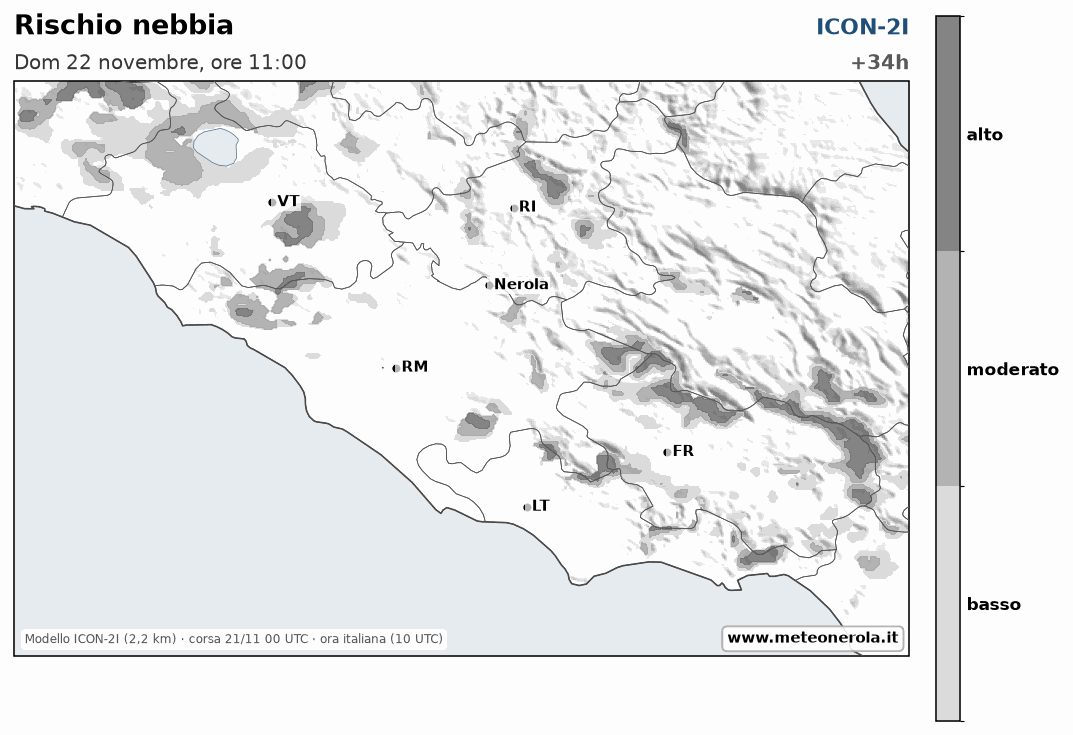 Rischio nebbia
ICON-2I
Dom 22 novembre, ore 11:00
+34h
alto
VT
RI
Nerola
moderato
RM
FR
LT
basso
Modello ICON-2I (2,2 km) · corsa 21/11 00 UTC · ora italiana (10 UTC)
www.meteonerola.it